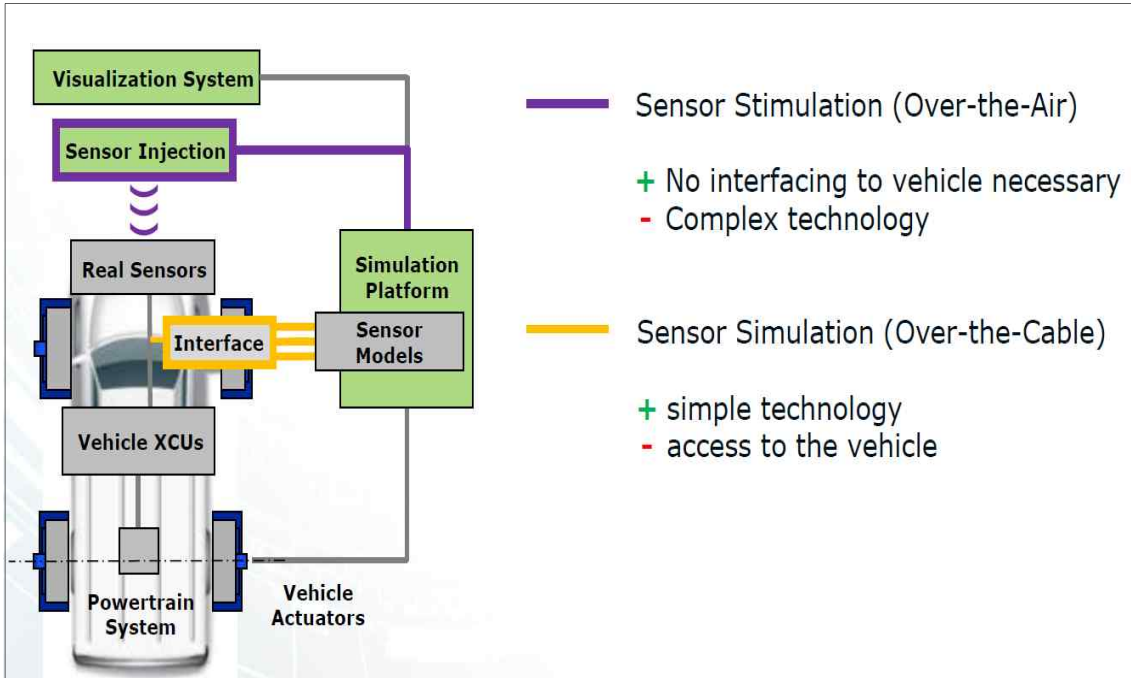 Visualization System
Sensor Injection
Real Sensors
Simulation
Platform
Interface
Sensor
Models
Vehicle XCUs
Powertrain
System
Vehicle
Actuators
Sensor Stimulation (Over-the-Air)
+ No interfacing to vehicle necessary
- Complex technology
Sensor Simulation (Over-the-Cable)
+ simple technology
- access to the vehicle